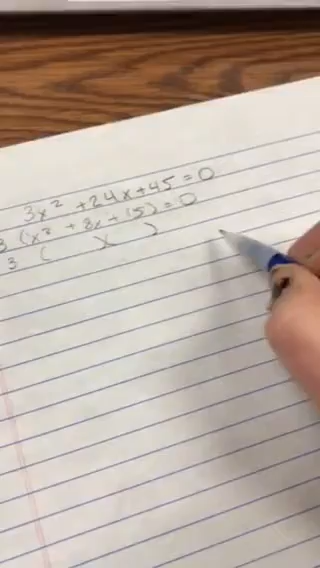 3x² + 24x + 45 = 0
3 (x² + 8x + 15) = 0
3 (      )(      )